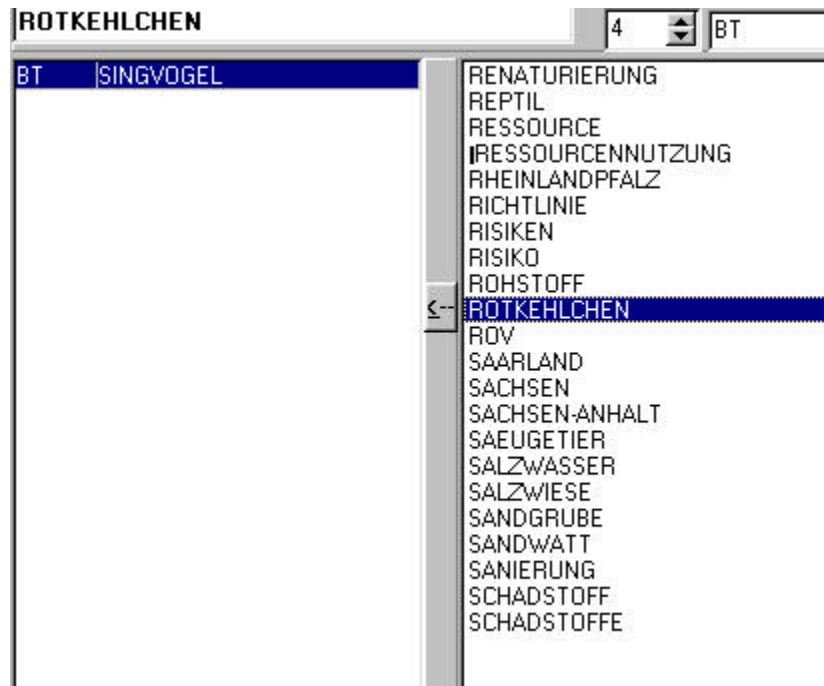 ROTKEHLCHEN
4
BT
BT SINGVOGEL
RENATURIERUNG
REPTIL
RESSOURCE
RESSOURCENNUTZUNG
RHEINLANDPFALZ
RICHTLINIE
RISIKEN
RISIKO
ROHSTOFF
<--
ROTKEHLCHEN
ROV
SAARLAND
SACHSEN
SACHSEN-ANHALT
SAEUGETIER
SALZWASSER
SALZWIESE
SANDGRUBE
SANDWATT
SANIERUNG
SCHADSTOFF
SCHADSTOFFE